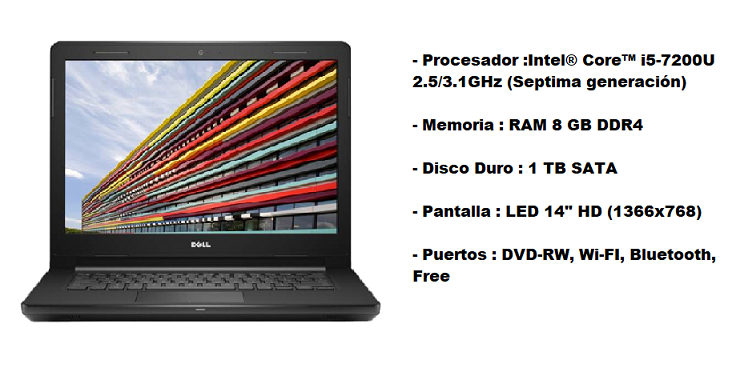 - Procesador :Intel® Core™ i5-7200U
2.5/3.1GHz (Septima generación)
- Memoria : RAM 8 GB DDR4
- Disco Duro : 1 TB SATA
- Pantalla : LED 14" HD (1366x768)
- Puertos : DVD-RW, Wi-FI, Bluetooth,
Free
DELL